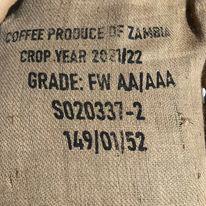 COFFEE PRODUCE OF ZAMBIA
CROP YEAR 2021/22
GRADE: FW AA/AAA
S020337-2
149/01/52